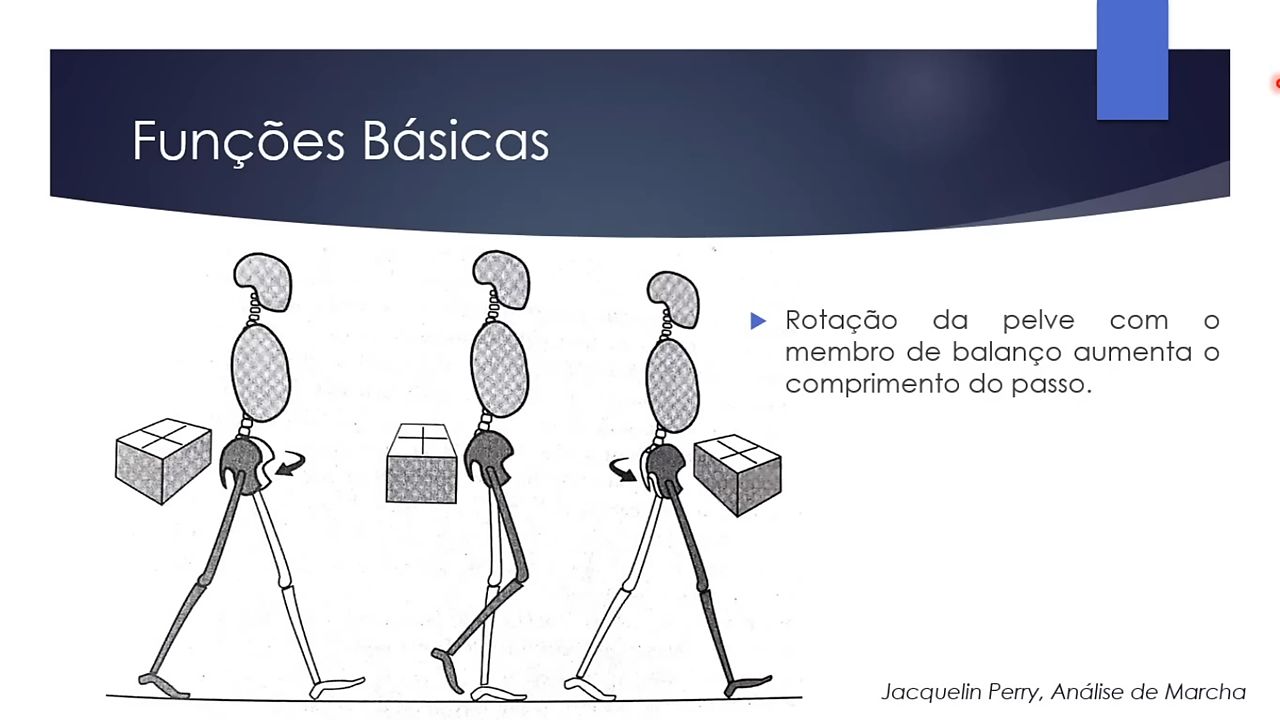 Funções Básicas
Rotação da pelve com o
membro de balanço aumenta o
comprimento do passo.
Jacquelin Perry, Análise de Marcha